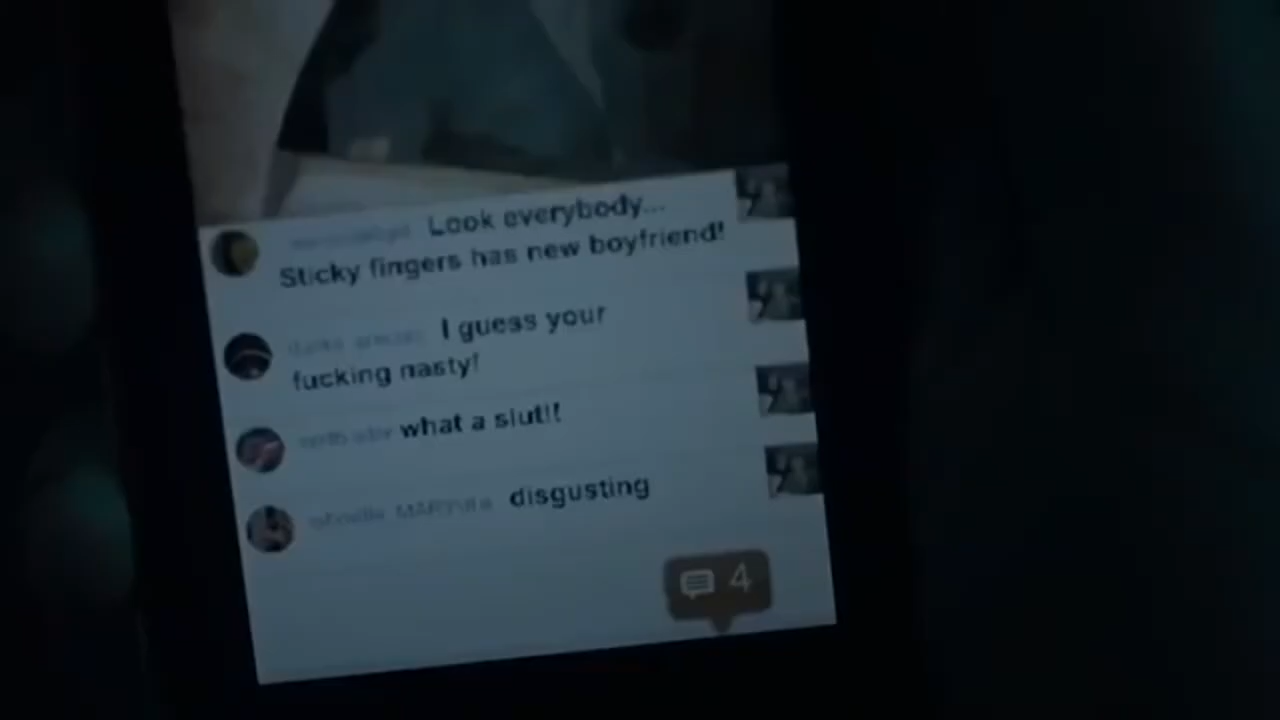 Look everybody...
Sticky fingers has new boyfriend!
I guess your
fucking nasty!
what a slut!!
disgusting
4